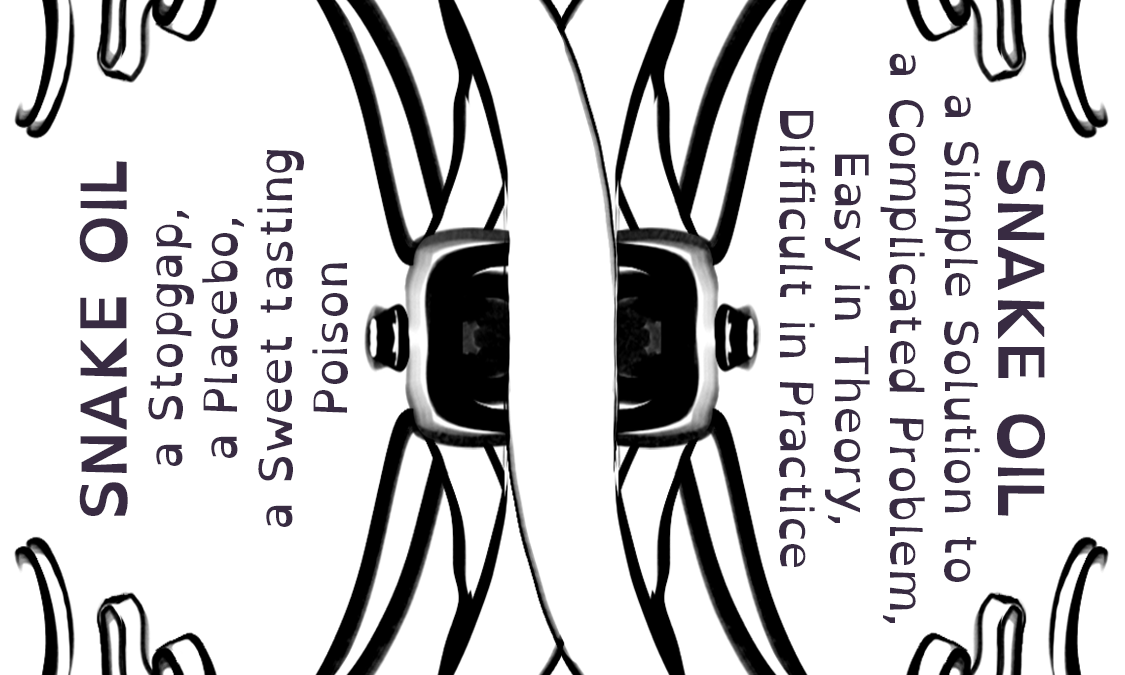 SNAKE OIL
a Stopgap,
a Placebo,
a Sweet tasting
Poison
SNAKE OIL
a Simple Solution to
a Complicated Problem,
Easy in Theory,
Difficult in Practice